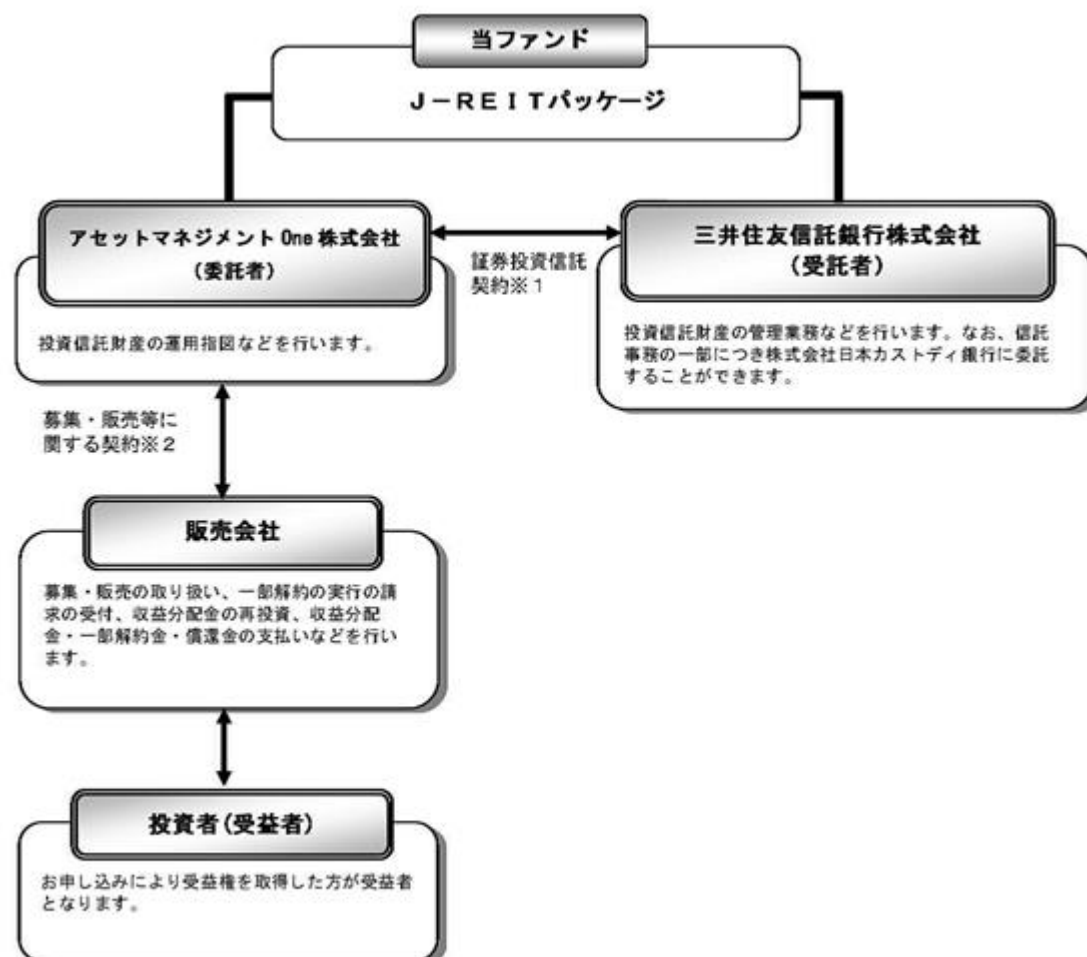 当ファンド
J-REITパッケージ
アセットマネジメントOne株式会社
(委託者)
投資信託財産の運用指図などを行います。
証券投資信託
契約※1
三井住友信託銀行株式会社
(受託者)
投資信託財産の管理業務などを行います。なお、信託
事務の一部につき株式会社日本カストディ銀行に委託
することができます。
募集・販売等に
関する契約※2
販売会社
募集・販売の取り扱い、一部解約の実行の請
求の受付、収益分配金の再投資、収益分配
金・一部解約金・償還金の支払いなどを行い
ます。
投資者(受益者)
お申し込みにより受益権を取得した方が受益者
となります。